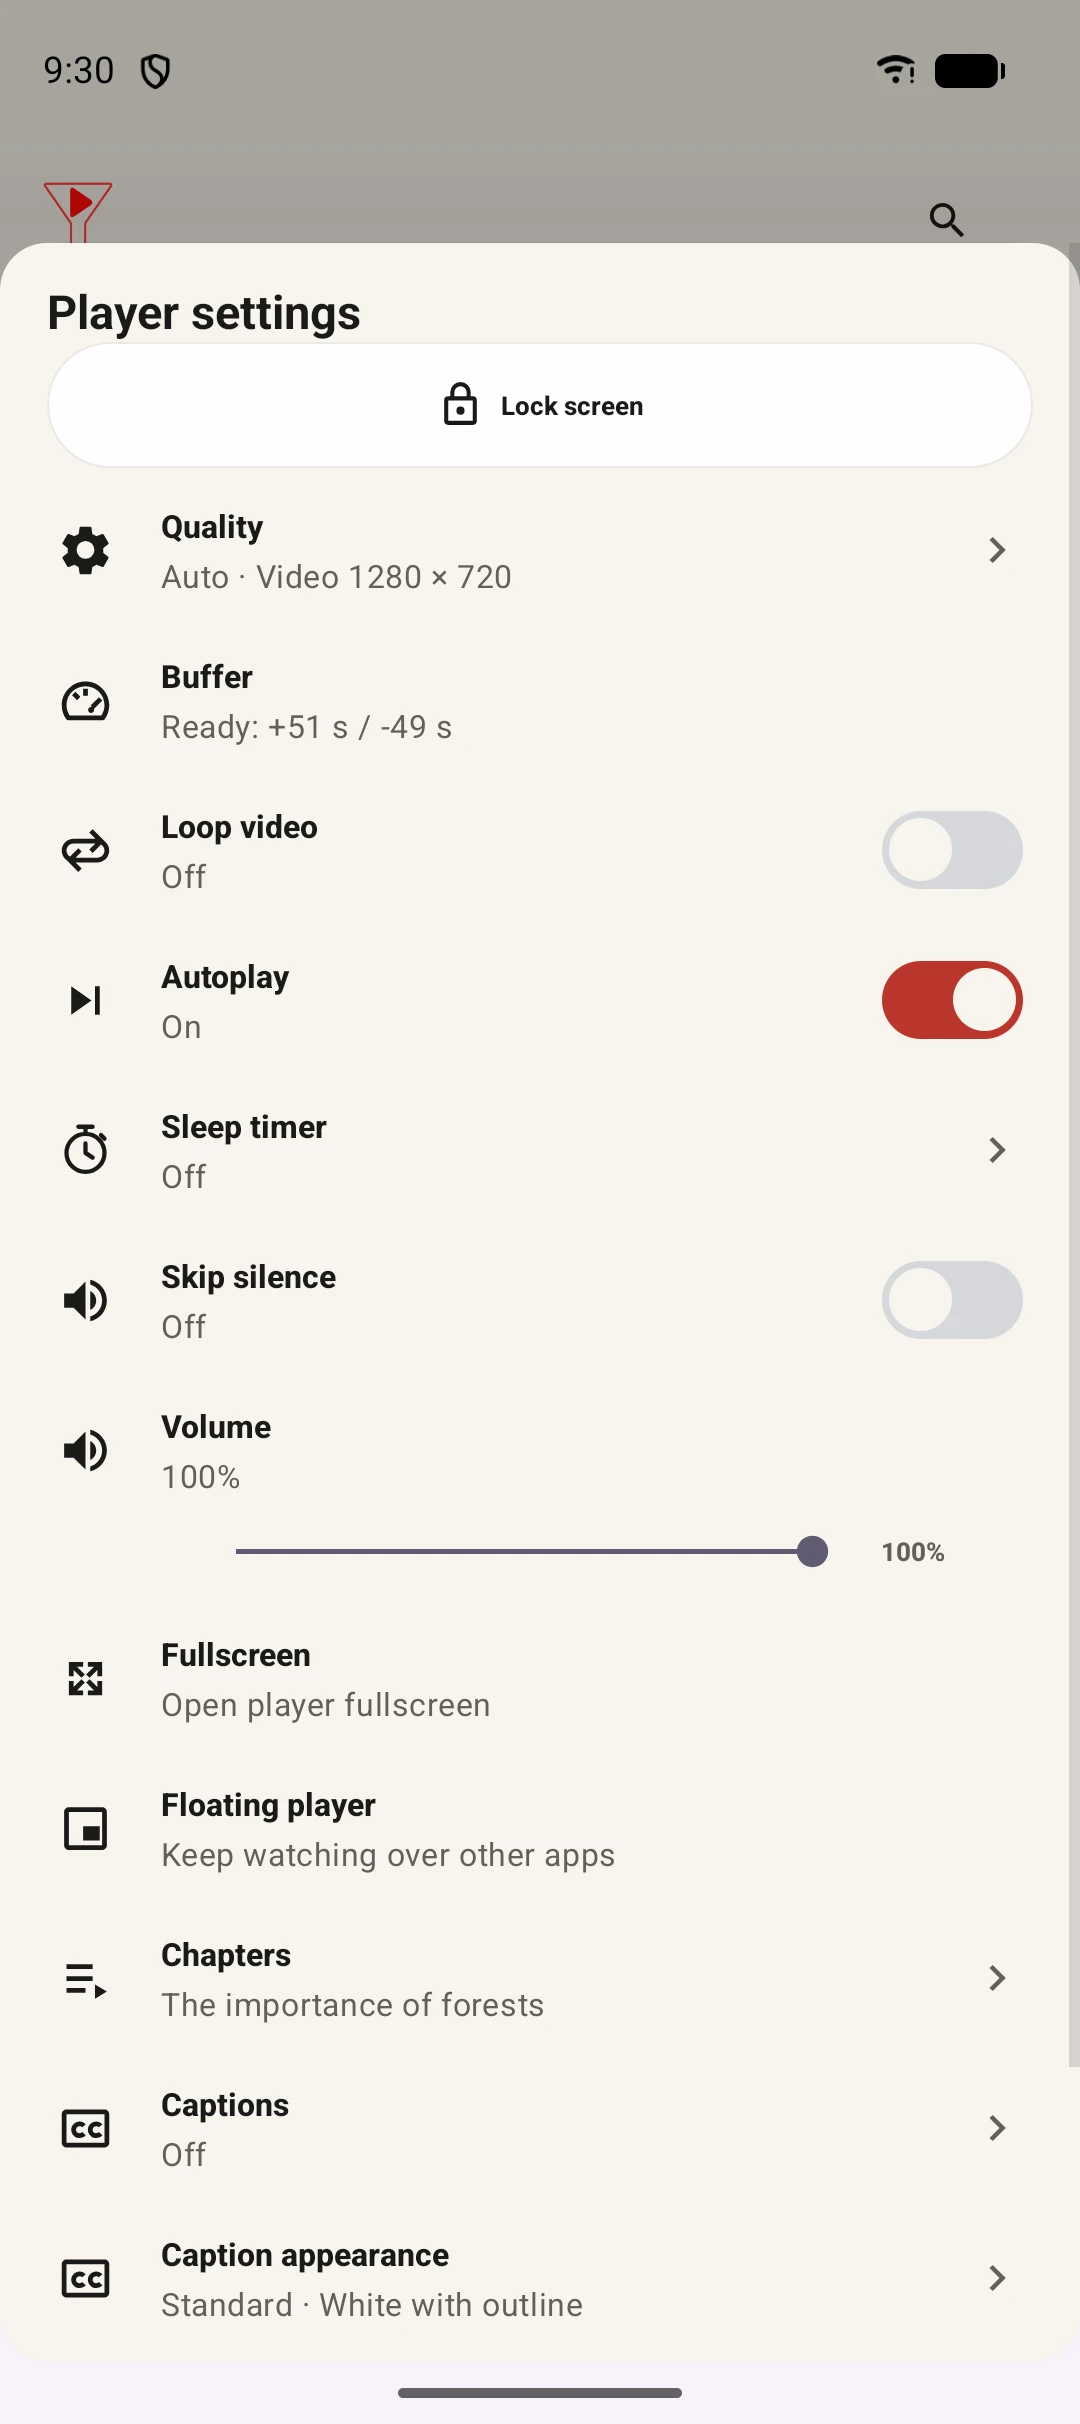 9:30
Player settings
Lock screen
Quality
Auto · Video 1280 × 720
Buffer
Ready: +51 s / -49 s
Loop video
Off
Autoplay
On
Sleep timer
Off
Skip silence
Off
Volume
100%
100%
Fullscreen
Open player fullscreen
Floating player
Keep watching over other apps
Chapters
The importance of forests
Captions
Off
Caption appearance
Standard · White with outline